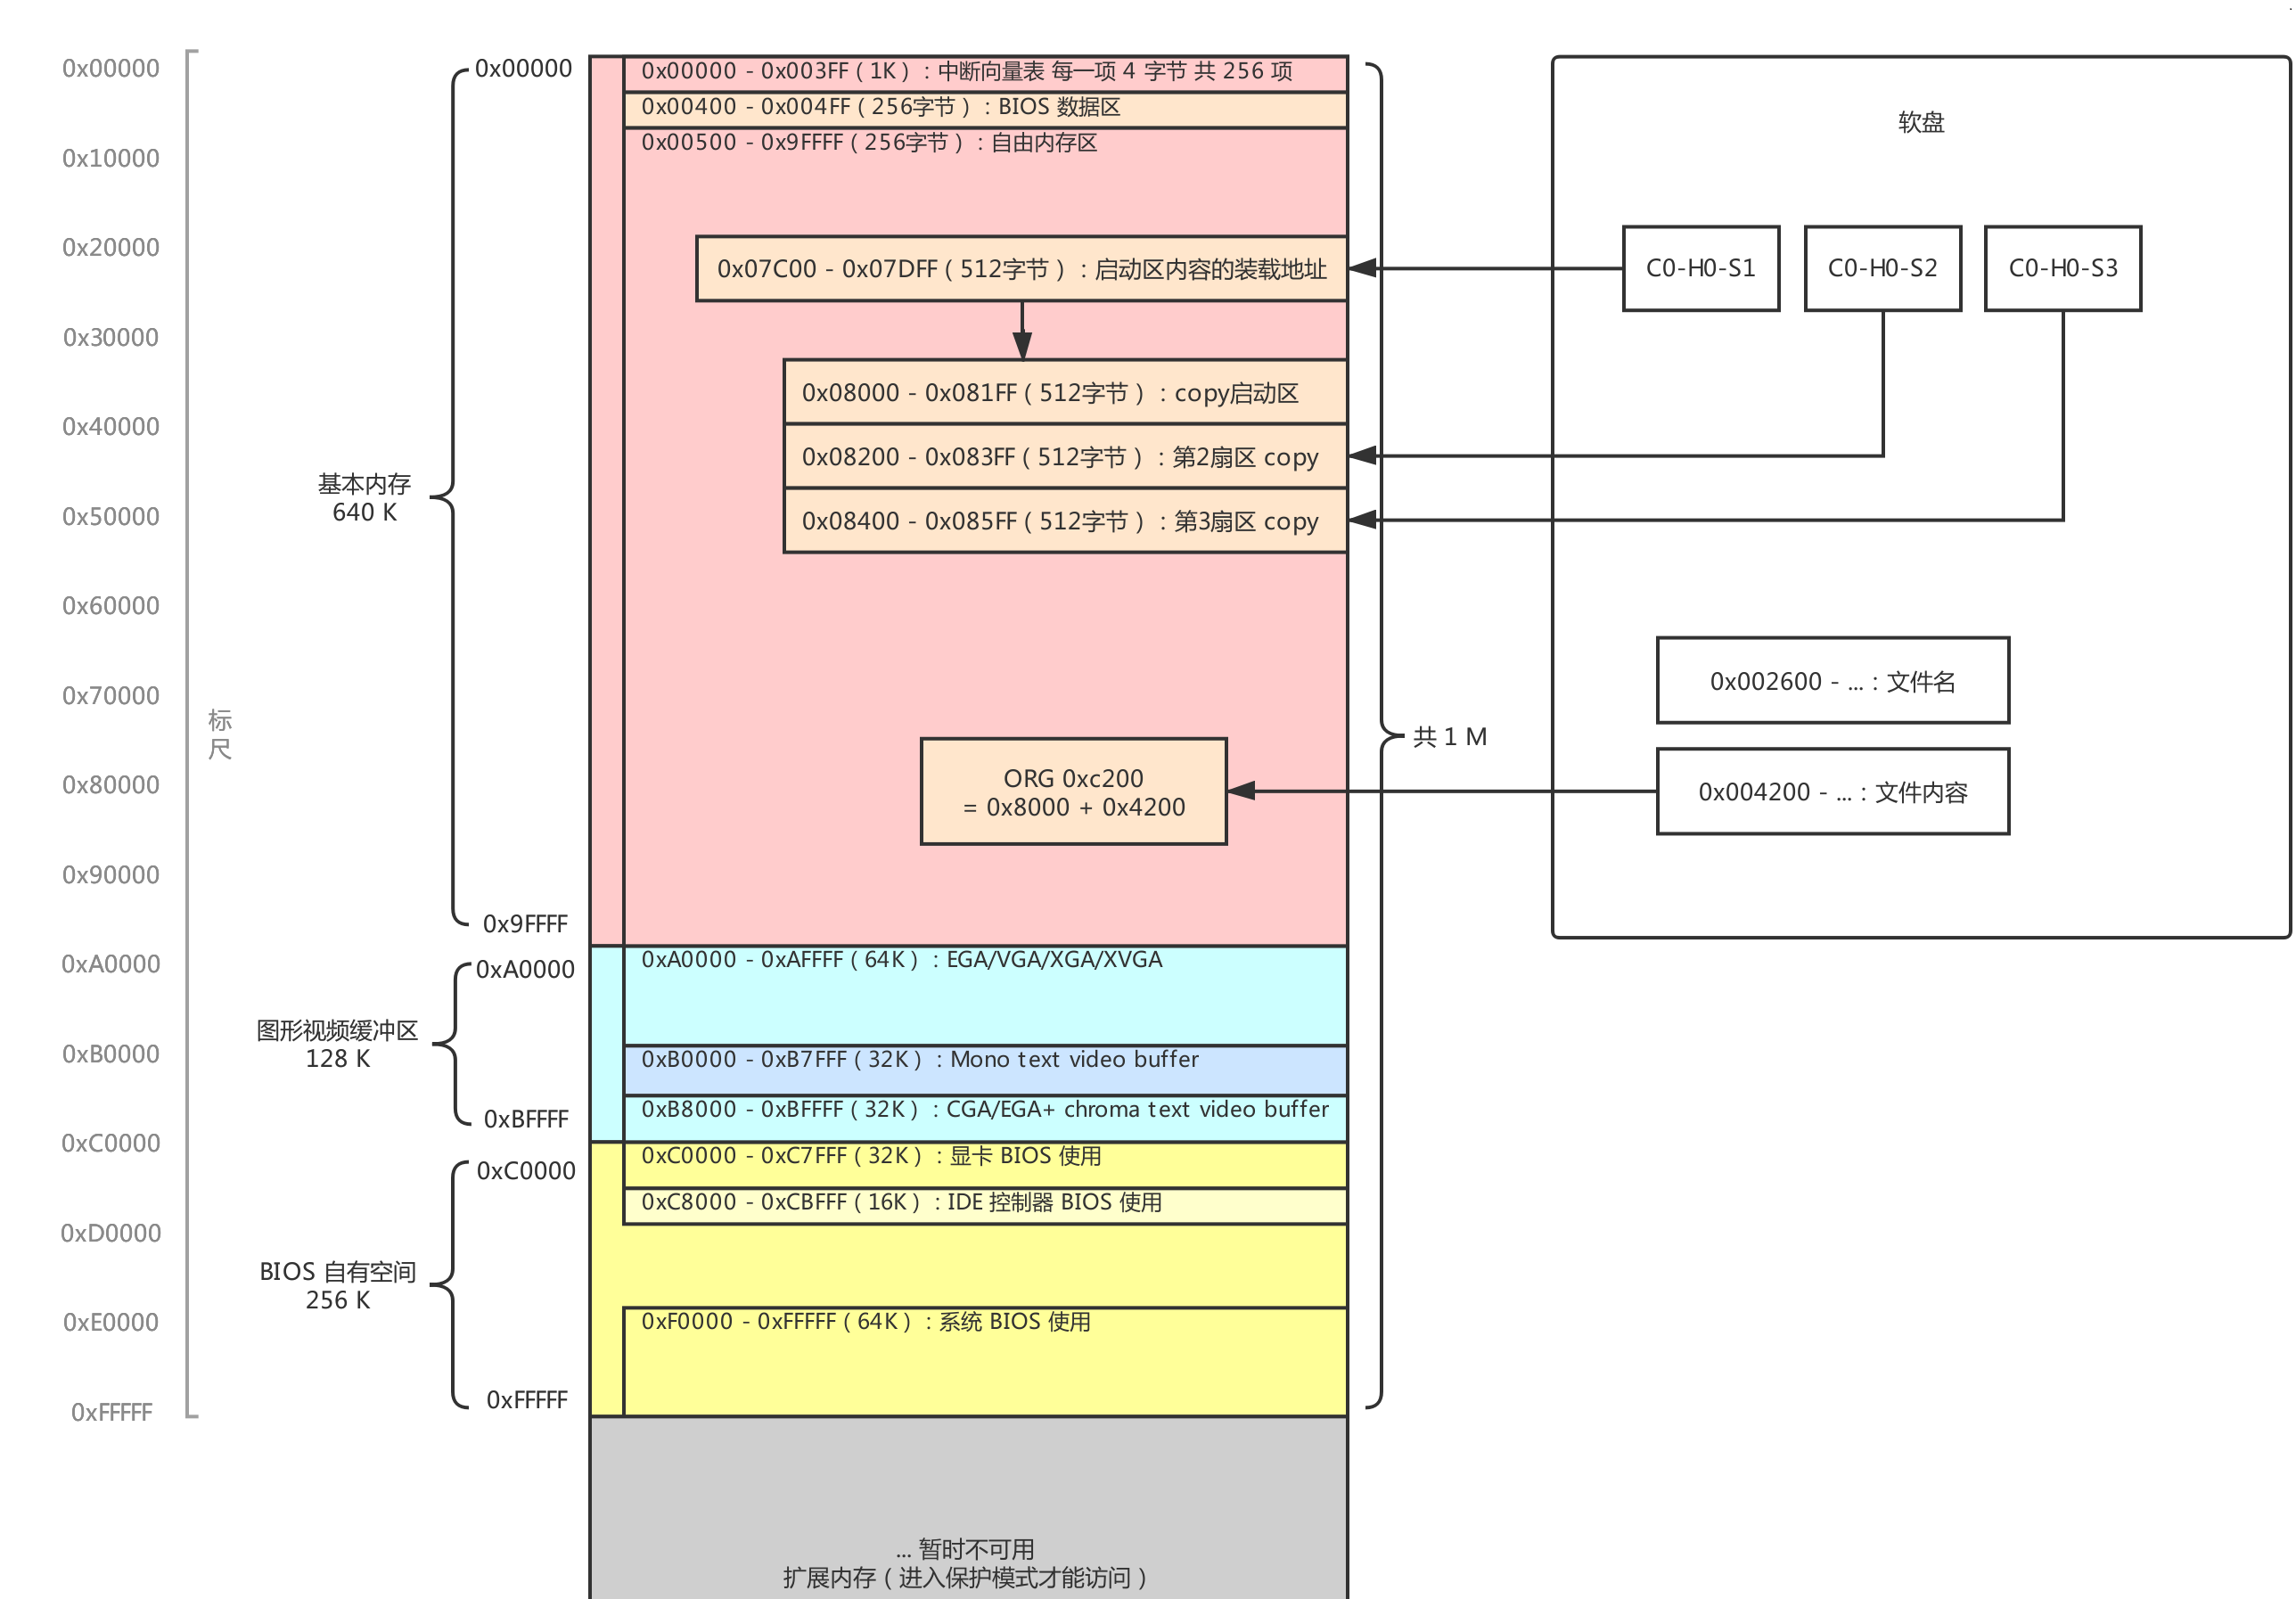 0x00000
0x10000
0x20000
0x30000
0x40000
0x50000
0x60000
0x70000
0x80000
0x90000
0xA0000
0xB0000
0xC0000
0xD0000
0xE0000
0xFFFFF
标
尺
基本内存
640 K
图形视频缓冲区
128 K
BIOS 自有空间
256 K
0x00000
0x9FFFF
0xA0000
0xBFFFF
0xC0000
0xFFFFF
0x00000 - 0x003FF ( 1K ) : 中断向量表 每一项 4 字节 共 256 项
0x00400 - 0x004FF ( 256字节 ) : BIOS 数据区
0x00500 - 0x9FFFF ( 256字节 ) : 自由内存区
0x07C00 - 0x07DFF ( 512字节 ) : 启动区内容的装载地址
0x08000 - 0x081FF ( 512字节 ) : copy启动区
0x08200 - 0x083FF ( 512字节 ) : 第2扇区 copy
0x08400 - 0x085FF ( 512字节 ) : 第3扇区 copy
ORG 0xc200
= 0x8000 + 0x4200
0xA0000 - 0xAFFFF ( 64K ) : EGA/VGA/XGA/XVGA
0xB0000 - 0xB7FFF ( 32K ) : Mono text video buffer
0xB8000 - 0xBFFFF ( 32K ) : CGA/EGA+ chroma text video buffer
0xC0000 - 0xC7FFF ( 32K ) : 显卡 BIOS 使用
0xC8000 - 0xCBFFF ( 16K ) : IDE 控制器 BIOS 使用
0xF0000 - 0xFFFFF ( 64K ) : 系统 BIOS 使用
... 暂时不可用
扩展内存 ( 进入保护模式才能访问 )
共 1 M
软盘
C0-H0-S1
C0-H0-S2
C0-H0-S3
0x002600 - ... : 文件名
0x004200 - ... : 文件内容